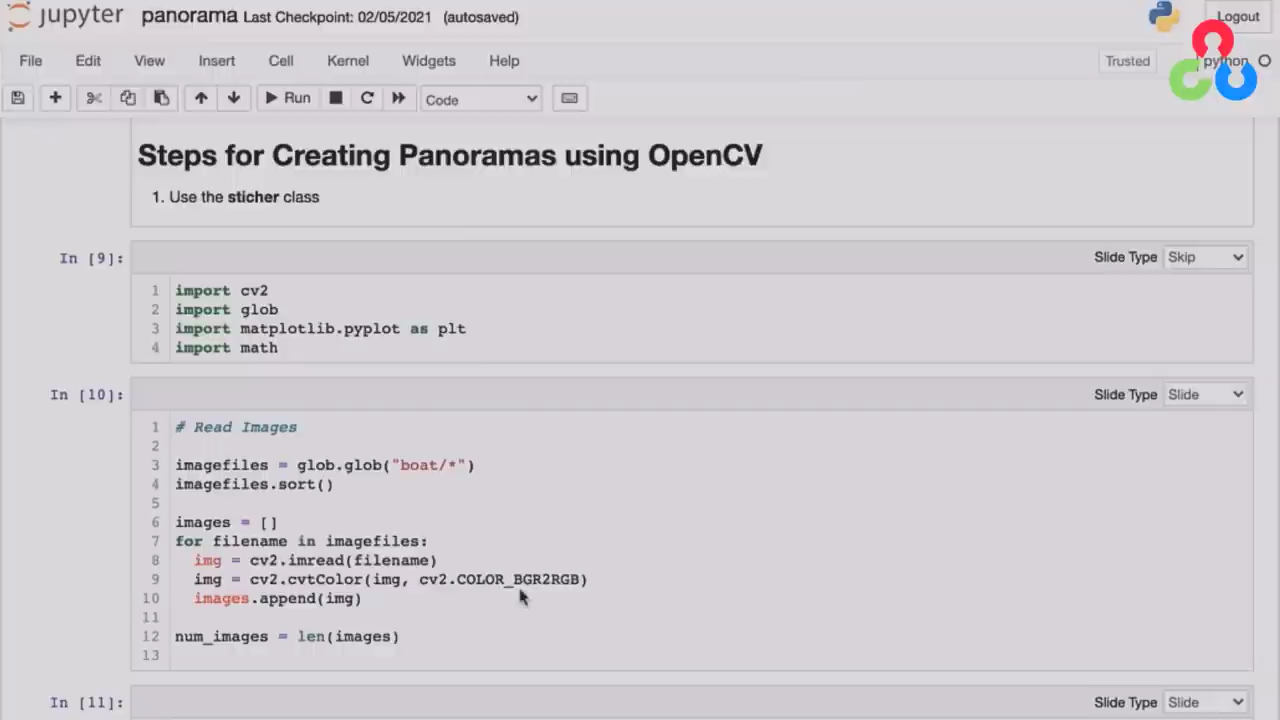 jupyter panorama Last Checkpoint: 02/05/2021 (autosaved) Logout
File Edit View Insert Cell Kernel Widgets Help Trusted python
Run Code
Steps for Creating Panoramas using OpenCV
1. Use the sticher class
In [9]: Slide Type Skip
1 import cv2
2 import glob
3 import matplotlib.pyplot as plt
4 import math
In [10]: Slide Type Slide
1 # Read Images
2
3 imagefiles = glob.glob("boat/*")
4 imagefiles.sort()
5
6 images = []
7 for filename in imagefiles:
8 img = cv2.imread(filename)
9 img = cv2.cvtColor(img, cv2.COLOR_BGR2RGB)
10 images.append(img)
11
12 num_images = len(images)
13
In [11]: Slide Type Slide